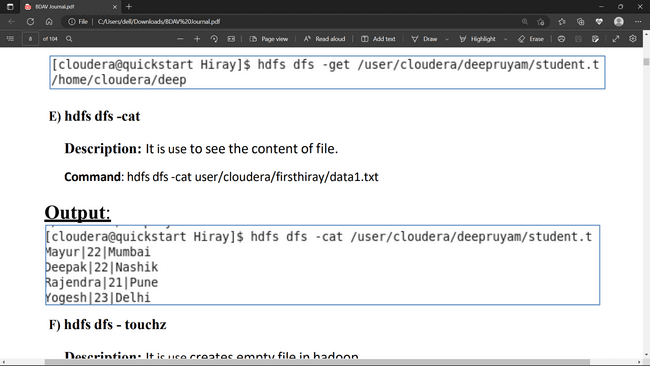 BDAV Journal.pdf
File | C:/Users/dell/Downloads/BDAV%20Journal.pdf
8 of 104 Page view Read aloud Add text Draw Highlight Erase
[cloudera@quickstart Hiray]$ hdfs dfs -get /user/cloudera/deepruyam/student.t
/home/cloudera/deep
E) hdfs dfs -cat
Description: It is use to see the content of file.
Command: hdfs dfs -cat user/cloudera/firsthiray/data1.txt
Output:
[cloudera@quickstart Hiray]$ hdfs dfs -cat /user/cloudera/deepruyam/student.t
Mayur|22|Mumbai
Deepak|22|Nashik
Rajendra|21|Pune
Yogesh|23|Delhi
F) hdfs dfs - touchz
Description: It is use creates empty file in hadoop